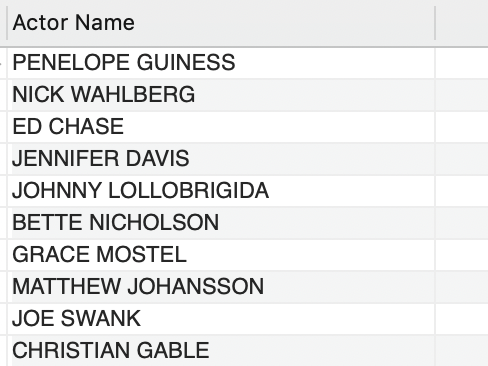 Actor Name
PENELOPE GUINESS
NICK WAHLBERG
ED CHASE
JENNIFER DAVIS
JOHNNY LOLLOBRIGIDA
BETTE NICHOLSON
GRACE MOSTEL
MATTHEW JOHANSSON
JOE SWANK
CHRISTIAN GABLE